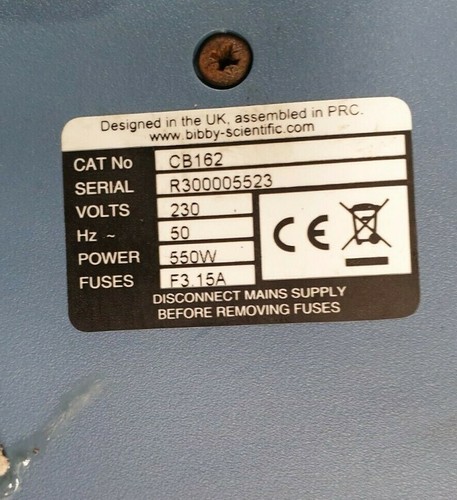 Designed in the UK, assembled in PRC.
www.bibby-scientific.com
CAT No CB162
SERIAL R300005523
VOLTS 230
Hz ~ 50
POWER 550W
FUSES F3.15A
CE
DISCONNECT MAINS SUPPLY
BEFORE REMOVING FUSES